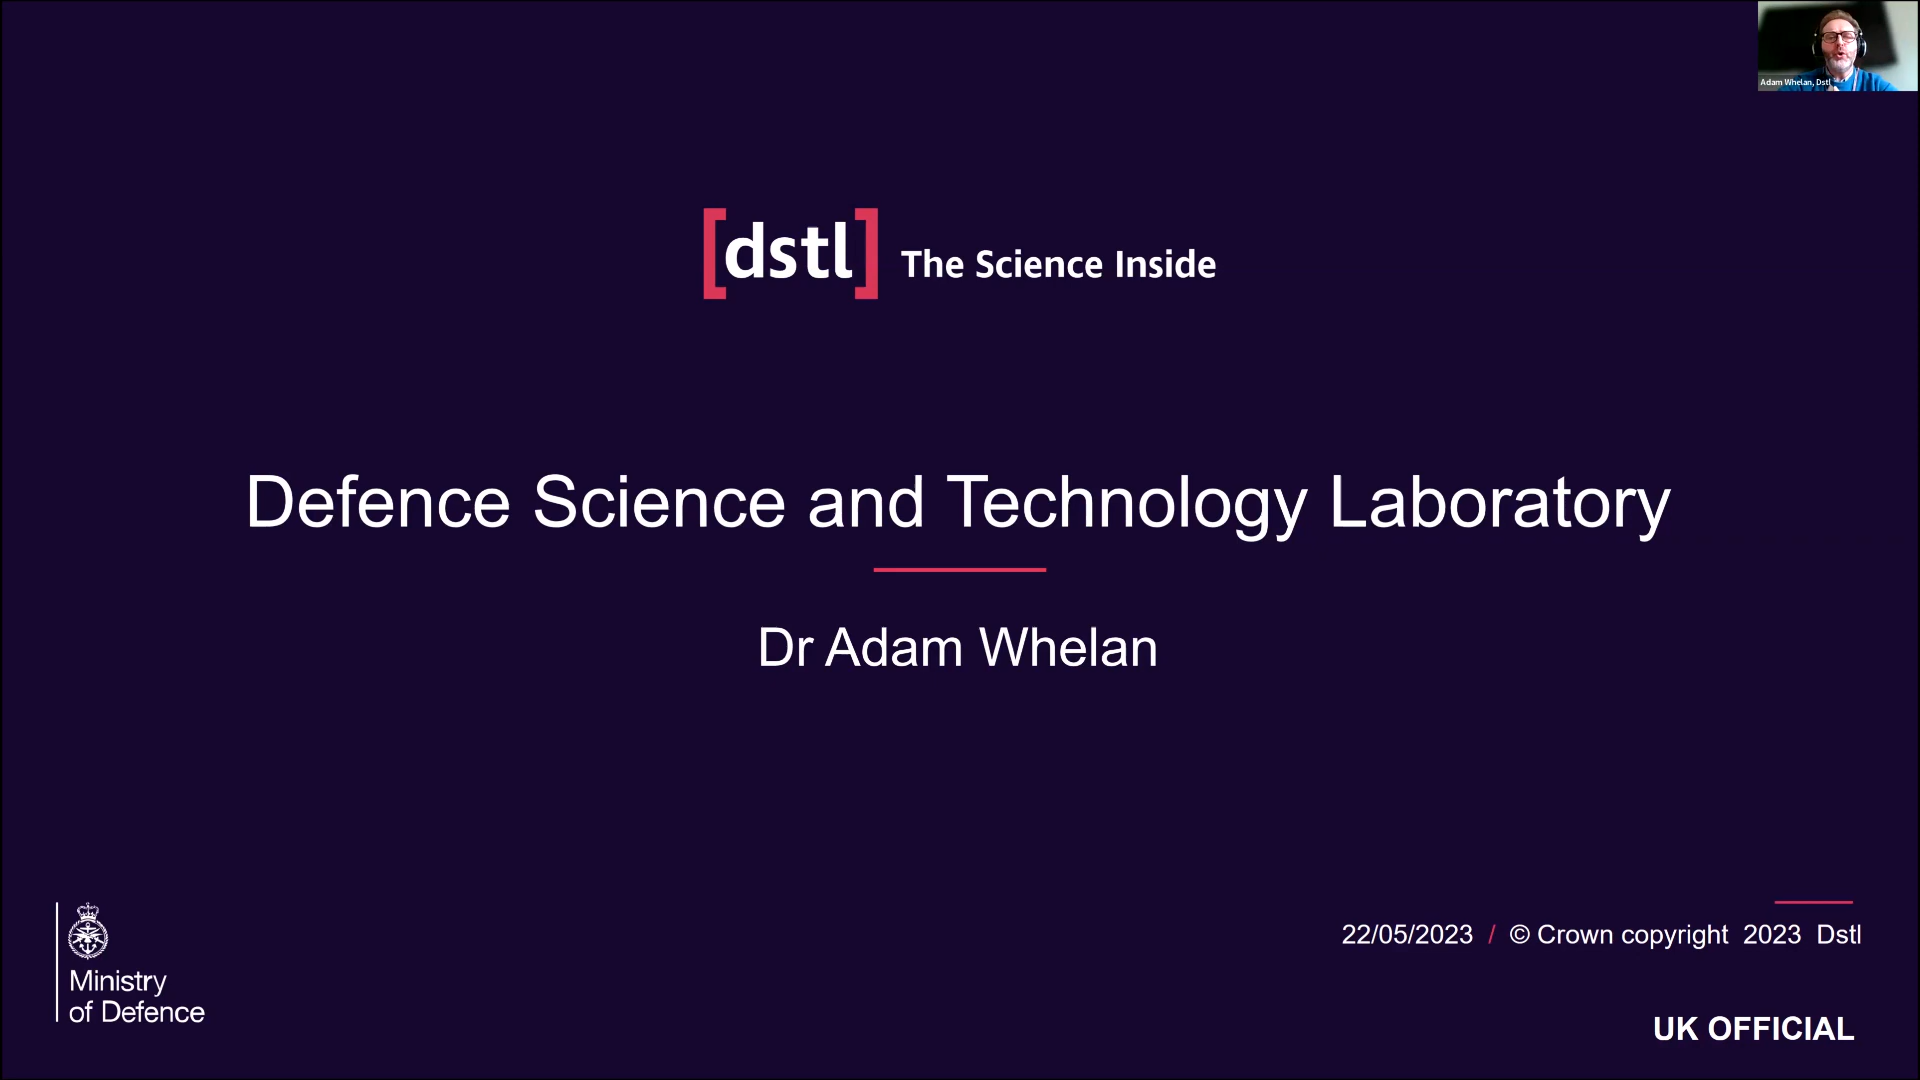 Adam Whelan, Dstl
[dstl] The Science Inside
Defence Science and Technology Laboratory
Dr Adam Whelan
Ministry
of Defence
22/05/2023 / © Crown copyright 2023 Dstl
UK OFFICIAL